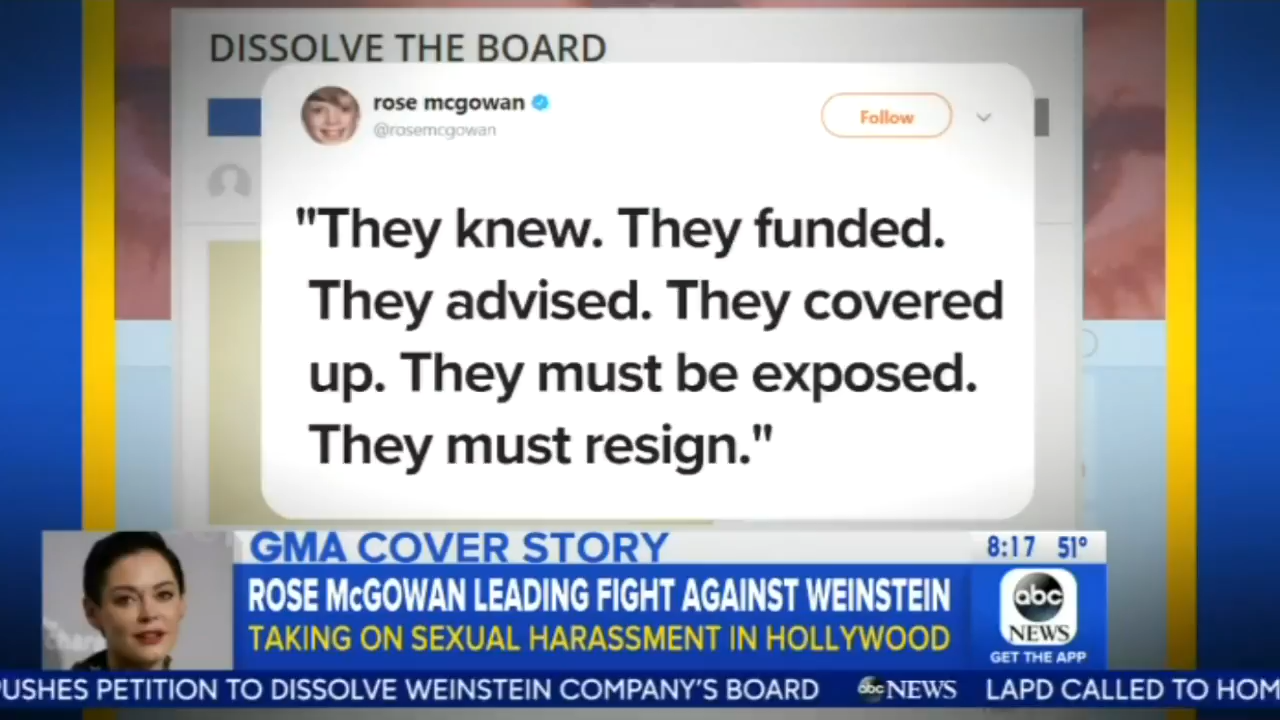 DISSOLVE THE BOARD
rose mcgowan
@rosemcgowan
Follow
"They knew. They funded.
They advised. They covered
up. They must be exposed.
They must resign."
GMA COVER STORY
8:17 51°
ROSE McGOWAN LEADING FIGHT AGAINST WEINSTEIN
TAKING ON SEXUAL HARASSMENT IN HOLLYWOOD
abc
NEWS
GET THE APP
USHES PETITION TO DISSOLVE WEINSTEIN COMPANY'S BOARD abc NEWS LAPD CALLED TO HOM